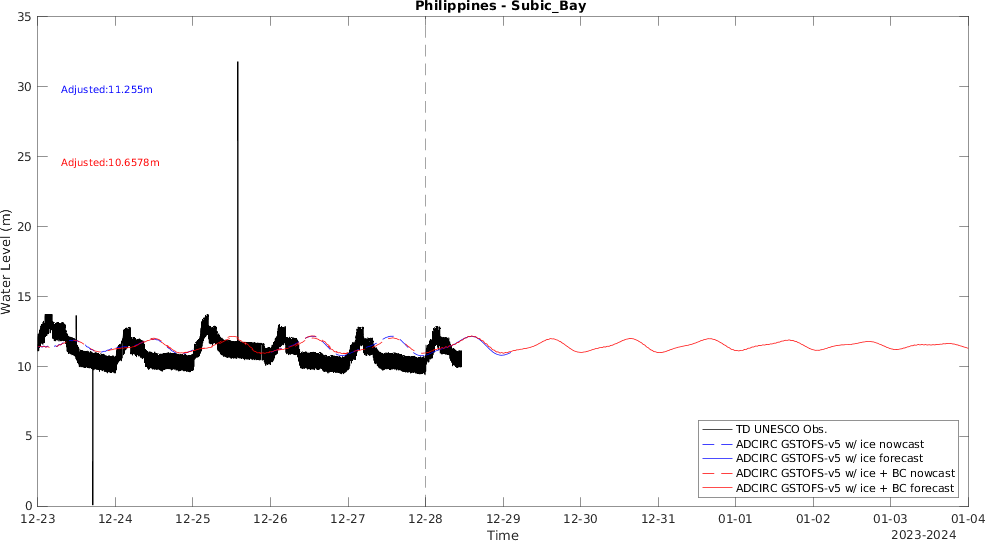 Philippines - Subic_Bay
35
30
25
20
15
10
5
0
Water Level (m)
Adjusted:11.255m
Adjusted:10.6578m
TD UNESCO Obs.
ADCIRC GSTOFS-v5 w/ ice nowcast
ADCIRC GSTOFS-v5 w/ ice forecast
ADCIRC GSTOFS-v5 w/ ice + BC nowcast
ADCIRC GSTOFS-v5 w/ ice + BC forecast
12-23 12-24 12-25 12-26 12-27 12-28 12-29 12-30 12-31 01-01 01-02 01-03 01-04
Time
2023-2024